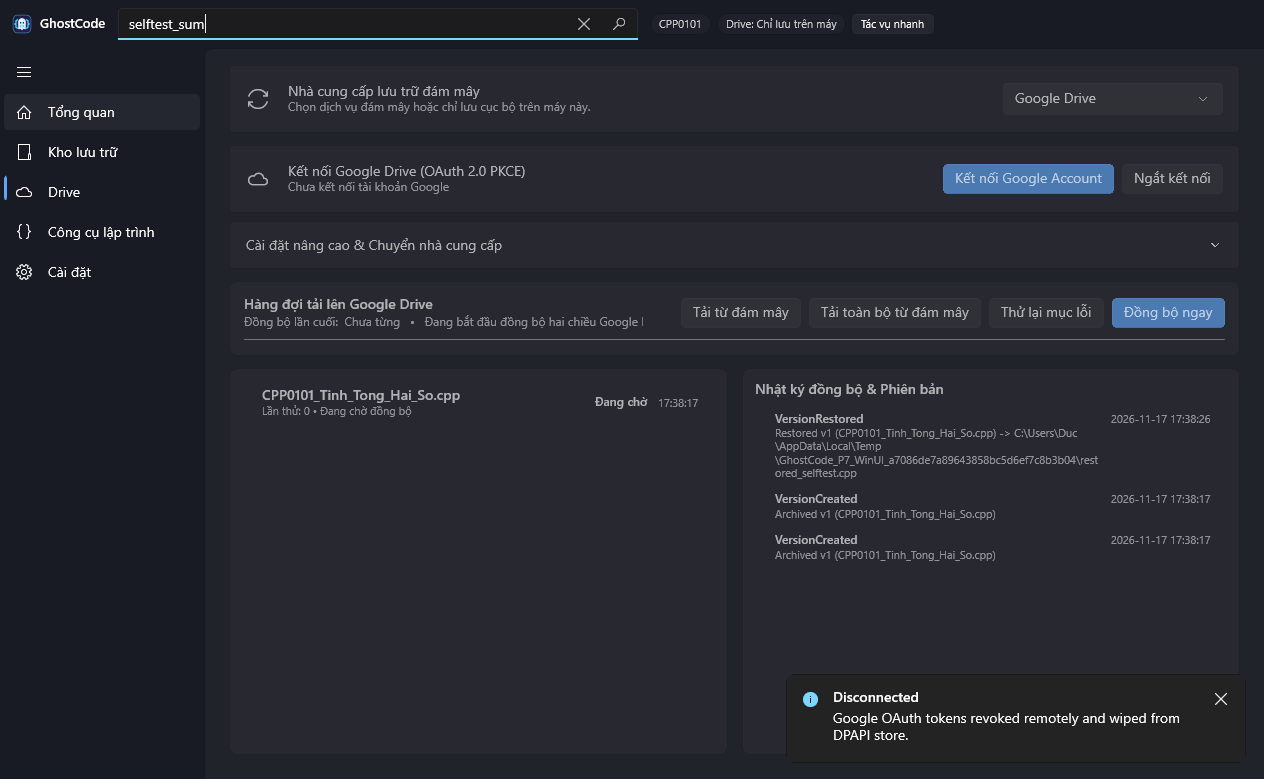 GhostCode
selftest_sum
CPP0101
Drive: Chỉ lưu trên máy
Tác vụ nhanh
Tổng quan
Kho lưu trữ
Drive
Công cụ lập trình
Cài đặt
Nhà cung cấp lưu trữ đám mây
Chọn dịch vụ đám mây hoặc chỉ lưu cục bộ trên máy này.
Google Drive
Kết nối Google Drive (OAuth 2.0 PKCE)
Chưa kết nối tài khoản Google
Kết nối Google Account
Ngắt kết nối
Cài đặt nâng cao & Chuyển nhà cung cấp
Hàng đợi tải lên Google Drive
Đồng bộ lần cuối: Chưa từng • Đang bắt đầu đồng bộ hai chiều Google
Tải từ đám mây
Tải toàn bộ từ đám mây
Thử lại mục lỗi
Đồng bộ ngay
CPP0101_Tinh_Tong_Hai_So.cpp
Lần thử: 0 • Đang chờ đồng bộ
Đang chờ
17:38:17
Nhật ký đồng bộ & Phiên bản
VersionRestored
2026-11-17 17:38:26
Restored v1 (CPP0101_Tinh_Tong_Hai_So.cpp) -> C:\Users\Duc
\AppData\Local\Temp
\GhostCode_P7_WinUI_a7086de7a89643858bc5d6ef7c8b3b04\rest
ored_selftest.cpp
VersionCreated
2026-11-17 17:38:17
Archived v1 (CPP0101_Tinh_Tong_Hai_So.cpp)
VersionCreated
2026-11-17 17:38:17
Archived v1 (CPP0101_Tinh_Tong_Hai_So.cpp)
Disconnected
Google OAuth tokens revoked remotely and wiped from
DPAPI store.